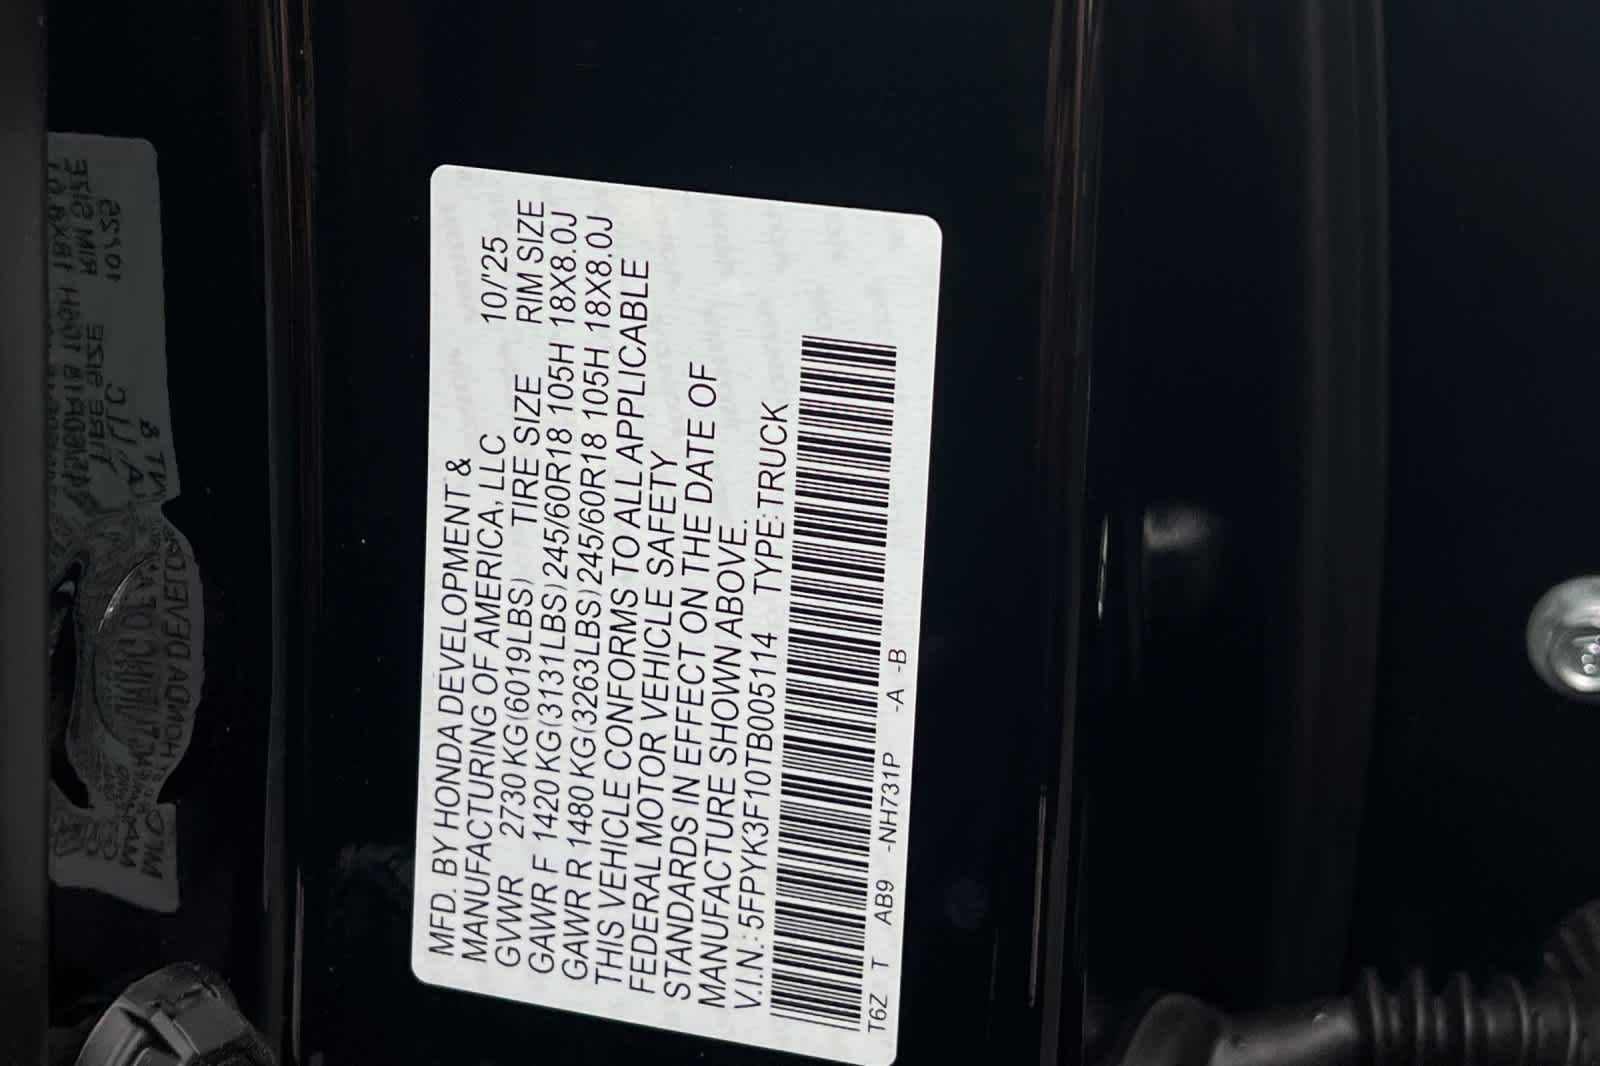 MFD. BY HONDA DEVELOPMENT &
MANUFACTURING OF AMERICA, LLC 10/'25
GVWR 2730 KG(6019LBS) TIRE SIZE RIM SIZE
GAWR F 1420 KG(3131LBS) 245/60R18 105H 18X8.0J
GAWR R 1480 KG(3263LBS) 245/60R18 105H 18X8.0J
THIS VEHICLE CONFORMS TO ALL APPLICABLE
FEDERAL MOTOR VEHICLE SAFETY
STANDARDS IN EFFECT ON THE DATE OF
MANUFACTURE SHOWN ABOVE.
V.I.N.: 5FPYK3F10TB005114 TYPE:TRUCK
T6Z T AB9 -NH731P -A -B